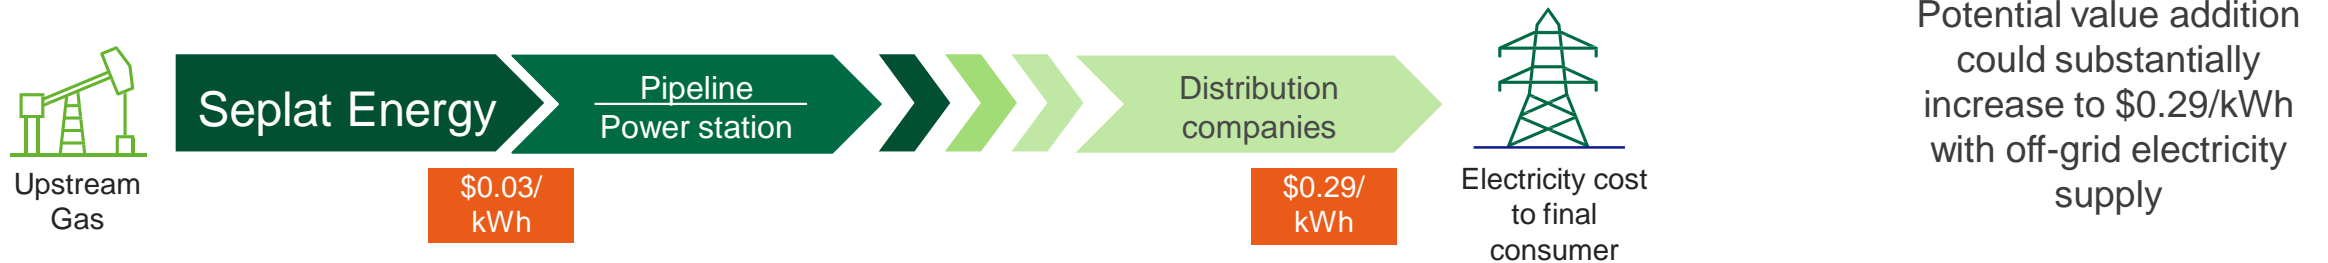 Upstream
Gas
Seplat Energy
$0.03/
kWh
Pipeline
Power station
Distribution
companies
$0.29/
kWh
Electricity cost
to final
consumer
Potential value addition
could substantially
increase to $0.29/kWh
with off-grid electricity
supply